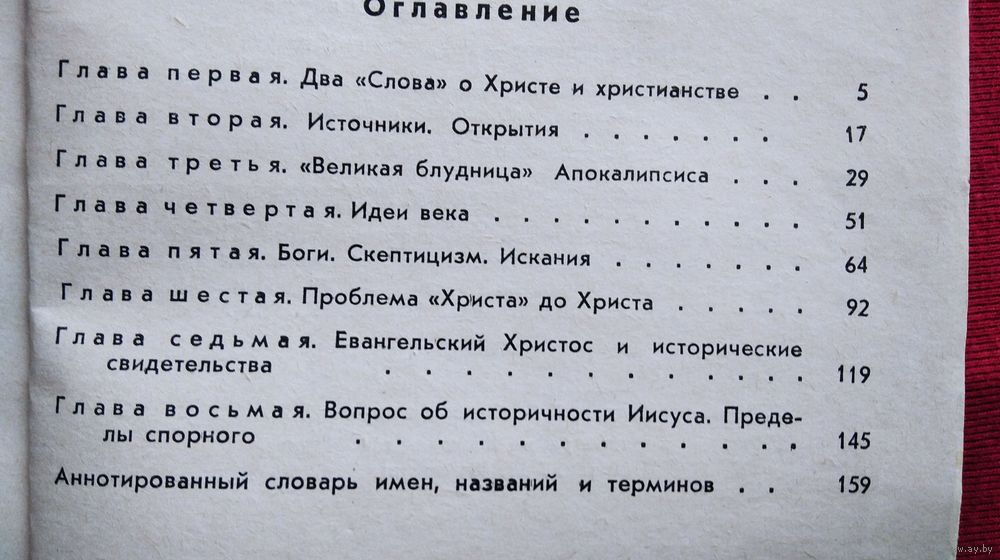 Оглавление
Глава первая. Два «Слова» о Христе и христианстве . . 5
Глава вторая. Источники. Открытия . . . . . . . 17
Глава третья. «Великая блудница» Апокалипсиса . . . 29
Глава четвертая. Идеи века . . . . . . . . . . . 51
Глава пятая. Боги. Скептицизм. Искания . . . . . . . 64
Глава шестая. Проблема «Христа» до Христа . . . . . 92
Глава седьмая. Евангельский Христос и исторические
свидетельства . . . . . . . . . . . . . . 119
Глава восьмая. Вопрос об историчности Иисуса. Преде-
лы спорного . . . . . . . . . . . . . . 145
Аннотированный словарь имен, названий и терминов . . 159
w.ay.by